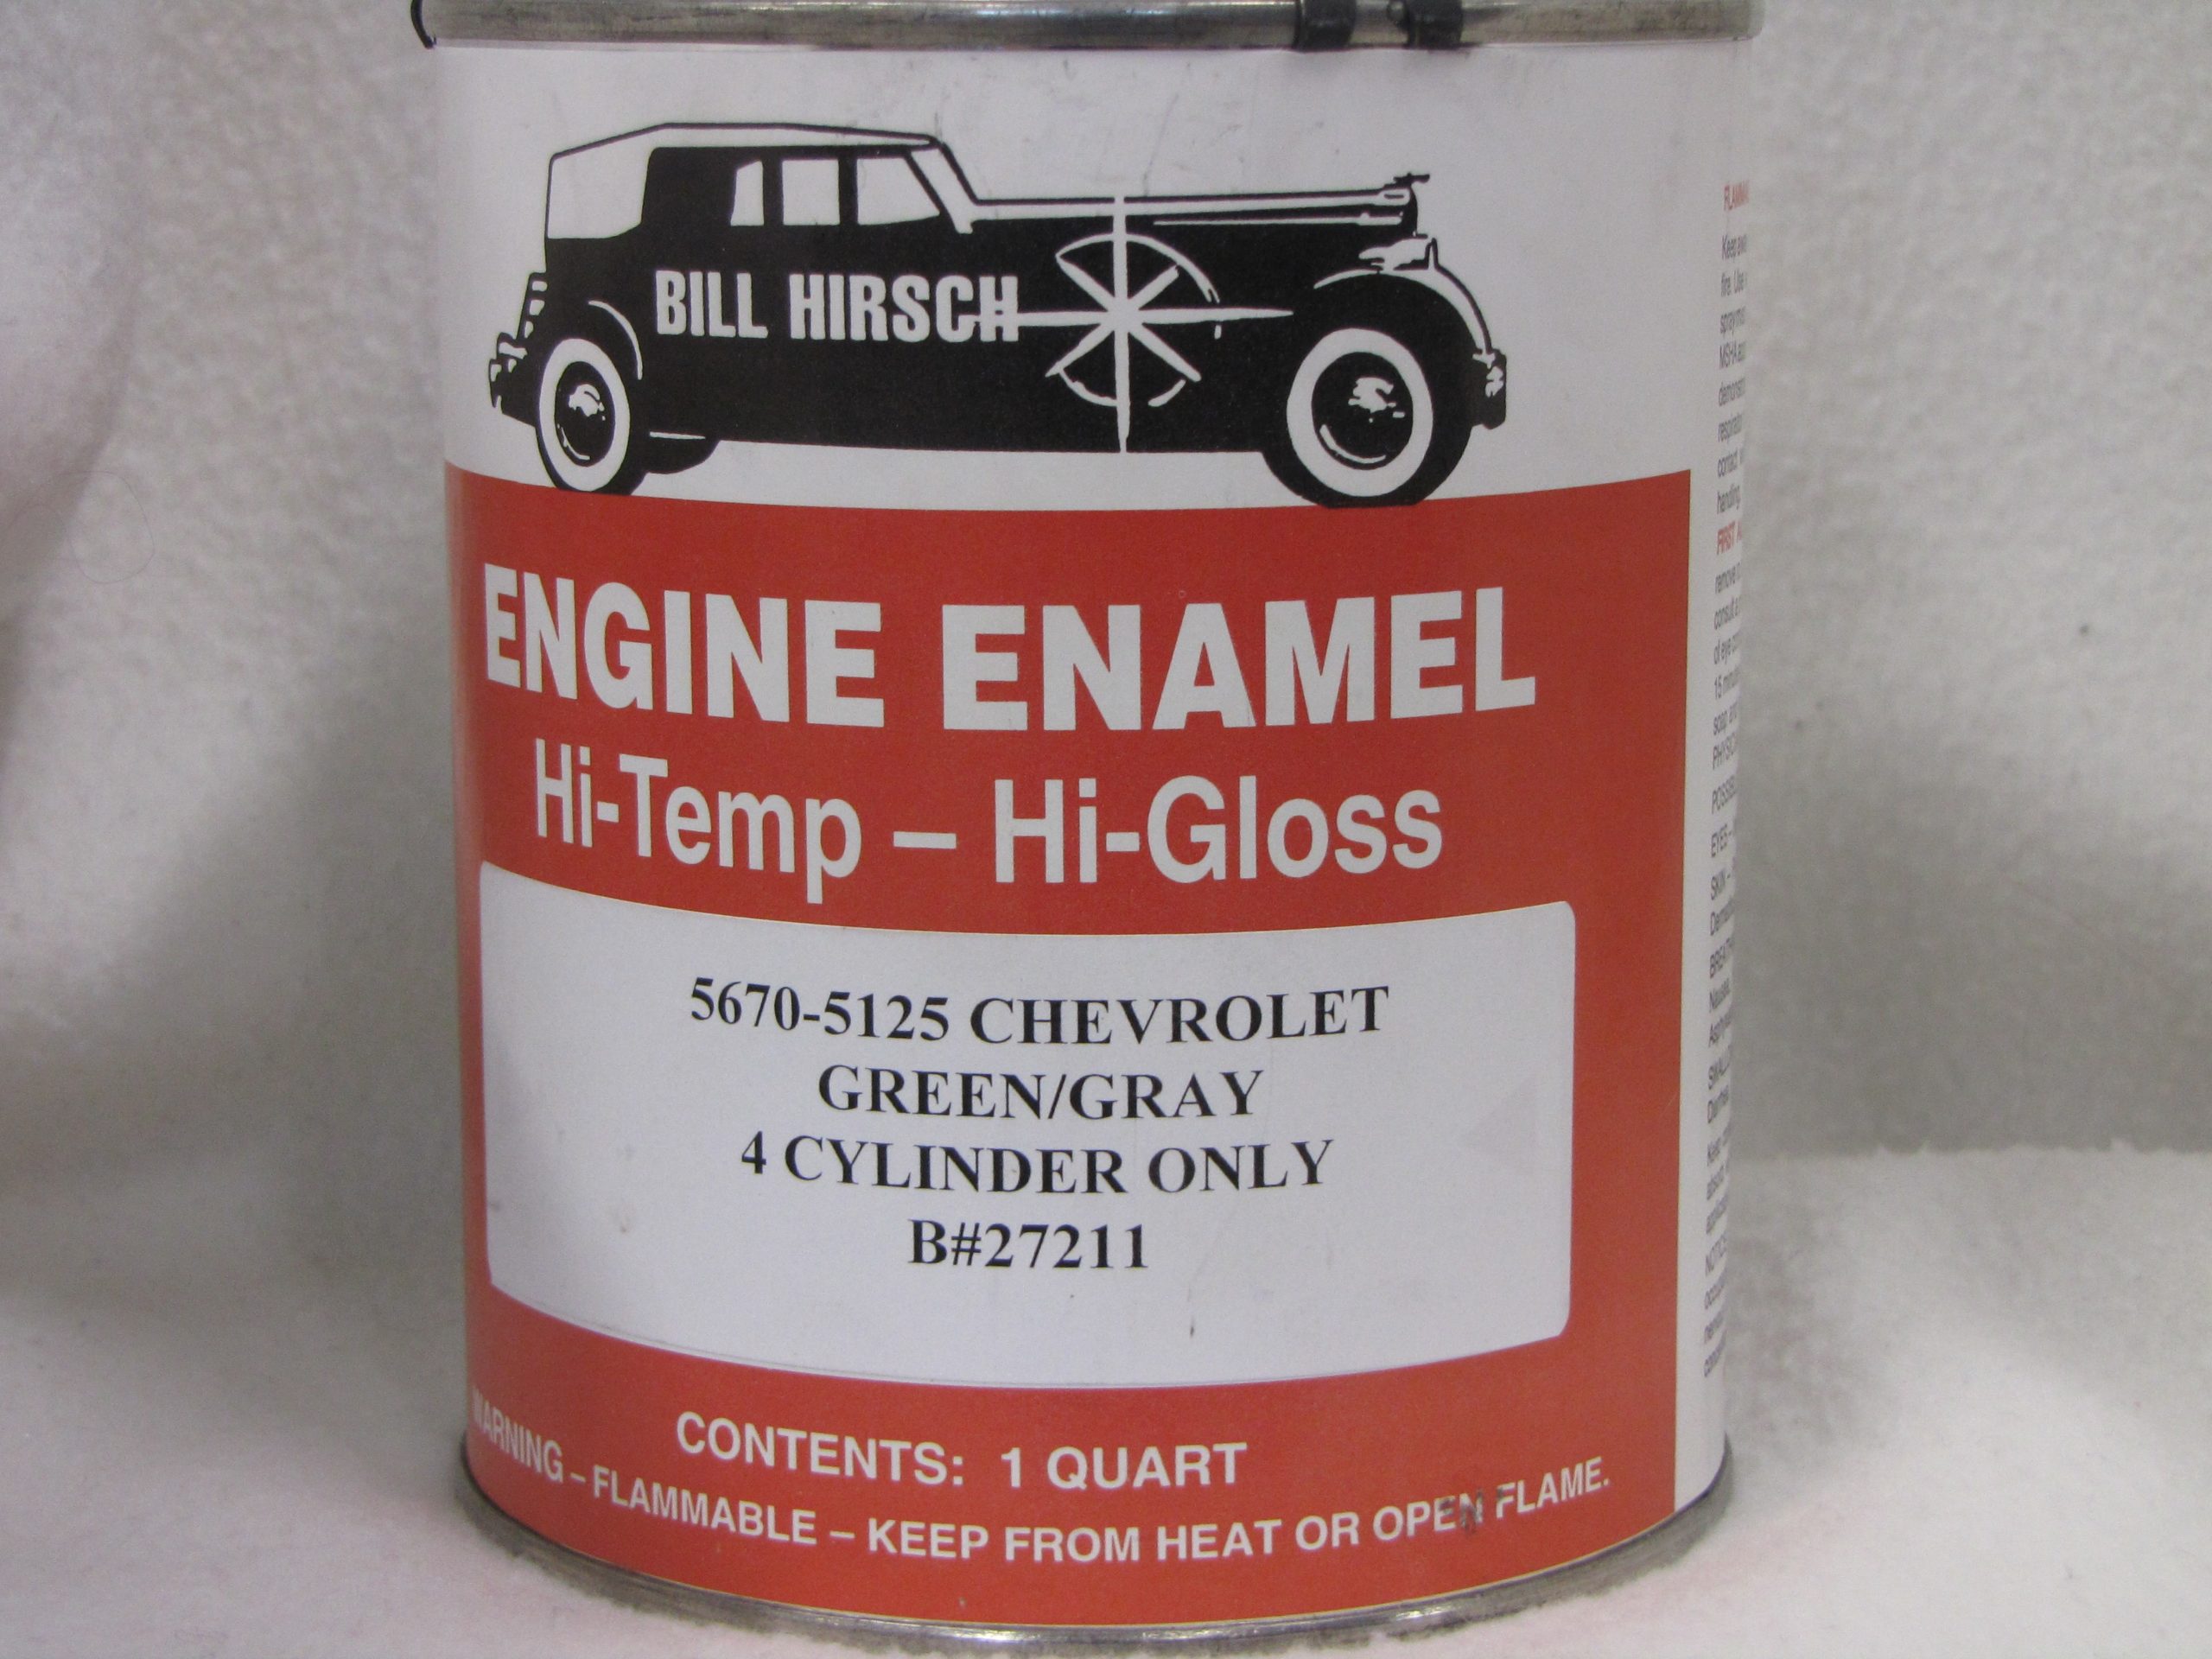 BILL HIRSCH
ENGINE ENAMEL
Hi-Temp – Hi-Gloss
5670-5125 CHEVROLET
GREEN/GRAY
4 CYLINDER ONLY
B#27211
CONTENTS: 1 QUART
WARNING – FLAMMABLE – KEEP FROM HEAT OR OPEN FLAME.